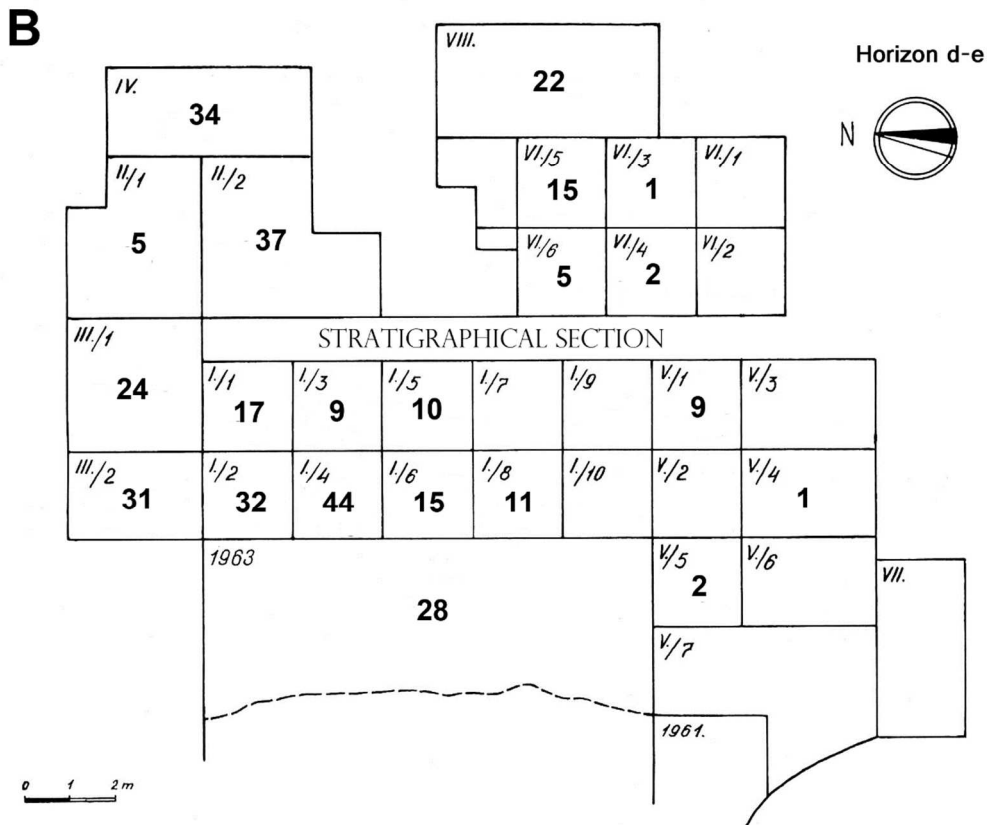 B
Horizon d-e
N
VIII.
22
IV.
34
II./1
5
II./2
37
VI./5
15
VI./3
1
VI./1
VI./6
5
VI./4
2
VI./2
STRATIGRAPHICAL SECTION
III./1
24
I./1
17
I./3
9
I./5
10
I./7
I./9
V./1
9
V./3
III./2
31
I./2
32
I./4
44
I./6
15
I./8
11
I./10
V./2
V./4
1
1963
28
V./5
2
V./6
VII.
V./7
1961.
0 1 2 m